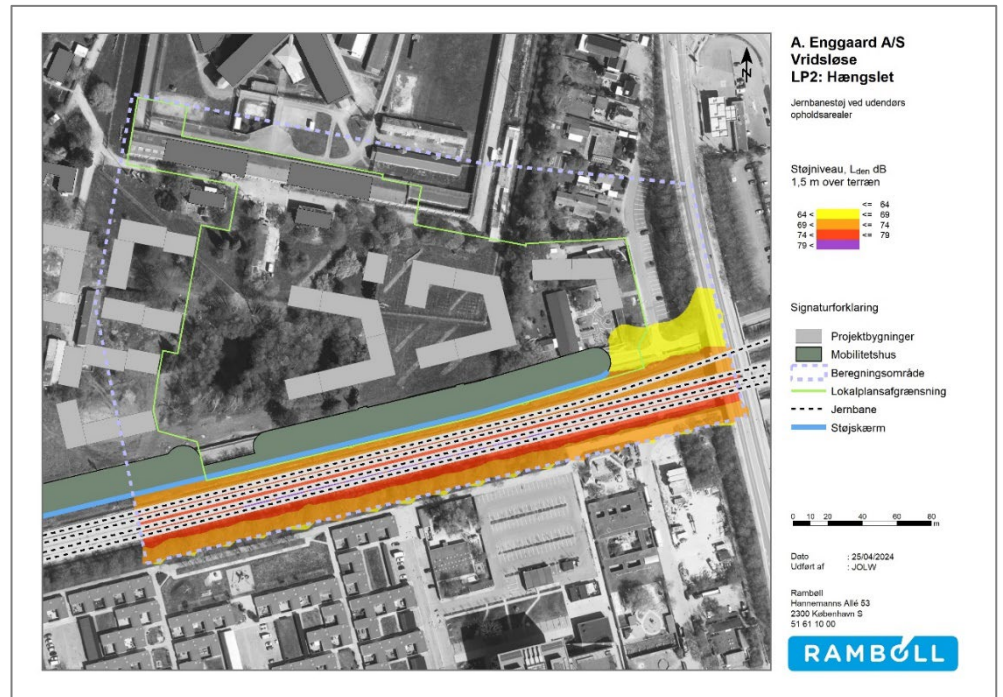 A. Enggaard A/S
Vridsløse
LP2: Hængslet
Jernbanestøj ved udendørs
opholdsarealer
N
Støjniveau, Lden dB
1,5 m over terræn
<= 64
64 < <= 69
69 < <= 74
74 < <= 79
79 <
Signaturforklaring
Projektbygninger
Mobilitetshus
Beregningsområde
Lokalplansafgrænsning
Jernbane
Støjskærm
0 10 20 40 60 80
m
Dato : 25/04/2024
Udført af : JOLW
Rambøll
Hannemanns Allé 53
2300 København S
51 61 10 00
RAMBOLL